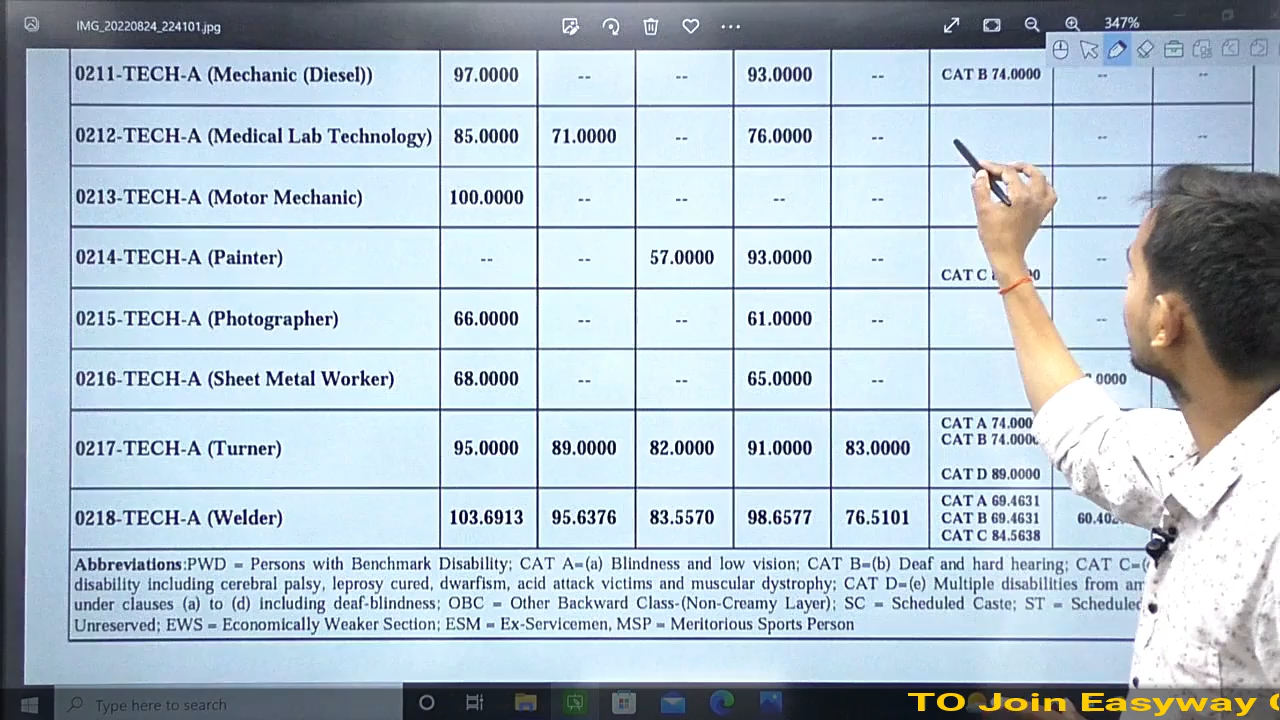 IMG_20220824_224101.jpg
347%
0211-TECH-A (Mechanic (Diesel)) 97.0000 -- -- 93.0000 -- CAT B 74.0000 -- --
0212-TECH-A (Medical Lab Technology) 85.0000 71.0000 -- 76.0000 -- -- --
0213-TECH-A (Motor Mechanic) 100.0000 -- -- -- -- --
0214-TECH-A (Painter) -- -- 57.0000 93.0000 -- CAT C --
0215-TECH-A (Photographer) 66.0000 -- -- 61.0000 -- --
0216-TECH-A (Sheet Metal Worker) 68.0000 -- -- 65.0000 --
0217-TECH-A (Turner) 95.0000 89.0000 82.0000 91.0000 83.0000
CAT A 74.000
CAT B 74.0000
CAT D 89.0000
0218-TECH-A (Welder) 103.6913 95.6376 83.5570 98.6577 76.5101
CAT A 69.4631
CAT B 69.4631
CAT C 84.5638
Abbreviations:PWD = Persons with Benchmark Disability; CAT A=(a) Blindness and low vision; CAT B=(b) Deaf and hard hearing; CAT C=(
disability including cerebral palsy, leprosy cured, dwarfism, acid attack victims and muscular dystrophy; CAT D=(e) Multiple disabilities from
under clauses (a) to (d) including deaf-blindness; OBC = Other Backward Class-(Non-Creamy Layer); SC = Scheduled Caste; ST = Scheduled
Unreserved; EWS = Economically Weaker Section; ESM = Ex-Servicemen, MSP = Meritorious Sports Person
Type here to search
TO Join Easyway